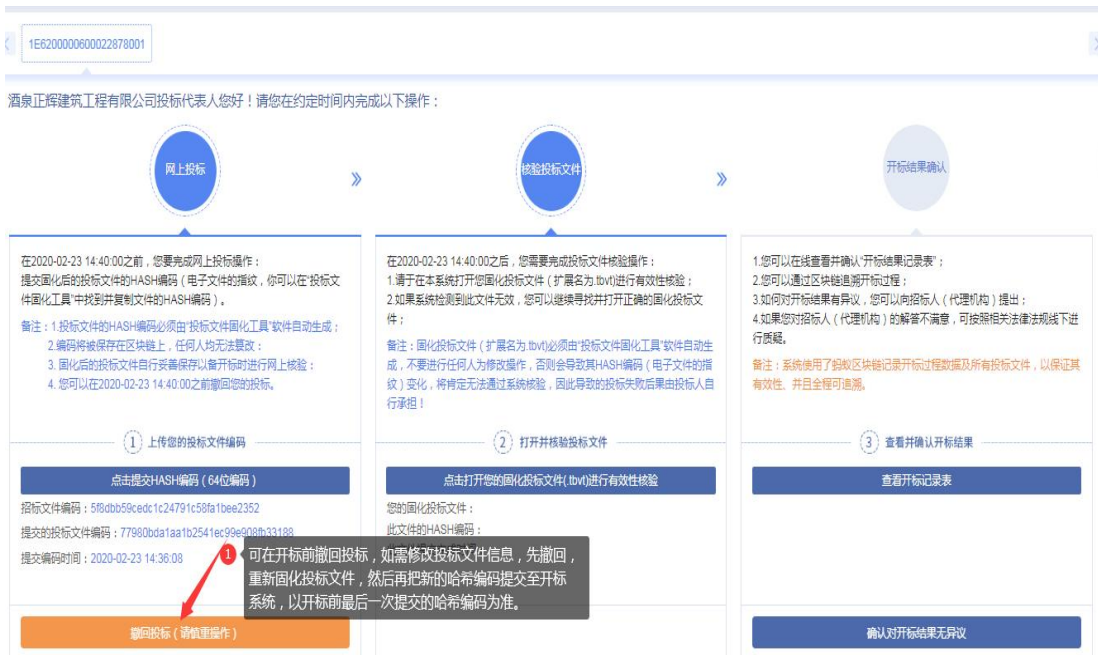 1E6200000600022878001
酒泉正辉建筑工程有限公司投标代表人您好！请您在约定时间内完成以下操作：
网上投标
核验投标文件
开标结果确认
在2020-02-23 14:40:00之前，您要完成网上投标操作：
提交固化后的投标文件的HASH编码（电子文件的指纹，你可以在“投标文
件固化工具”中找到并复制文件的HASH编码）。
备注：1.投标文件的HASH编码必须由“投标文件固化工具”软件自动生成；
2.编码将被保存在区块链上，任何人均无法篡改；
3. 固化后的投标文件自行妥善保存以备开标时进行网上核验；
4. 您可以在2020-02-23 14:40:00之前撤回您的投标。
1 上传您的投标文件编码
点击提交HASH编码（64位编码）
招标文件编码：5f8dbb59cedc1c24791c58fa1bee2352
提交的投标文件编码：77980bda1aa1b2541ec99e908fb33188
提交编码时间：2020-02-23 14:36:08
撤回投标（请慎重操作）
在2020-02-23 14:40:00之后，您需要完成投标文件核验操作：
1.请于在本系统打开您固化投标文件（扩展名为.tbvt)进行有效性核验；
2.如果系统检测到此文件无效，您可以继续寻找并打开正确的固化投标文
件；
备注：固化投标文件（扩展名为.tbvt)必须由“投标文件固化工具”软件自动生
成，不要进行任何人为修改操作，否则会导致其HASH编码（电子文件的指
纹）变化，将肯定无法通过系统核验，因此导致的投标失败后果由投标人自
行承担！
2 打开并核验投标文件
点击打开您的固化投标文件(.tbvt)进行有效性核验
您的固化投标文件：
此文件的HASH编码：
1 可在开标前撤回投标，如需修改投标文件信息，先撤回，
重新固化投标文件，然后再把新的哈希编码提交至开标
系统，以开标前最后一次提交的哈希编码为准。
1.您可以在线查看并确认“开标结果记录表”；
2.您可以通过区块链追溯开标过程；
3.如何对开标结果有异议，您可以向招标人（代理机构）提出；
4.如果您对招标人（代理机构）的解答不满意，可按照相关法律法规线下进
行质疑。
备注：系统使用了蚂蚁区块链记录开标过程数据及所有投标文件，以保证其
有效性、并且全程可追溯。
3 查看并确认开标结果
查看开标记录表
确认对开标结果无异议